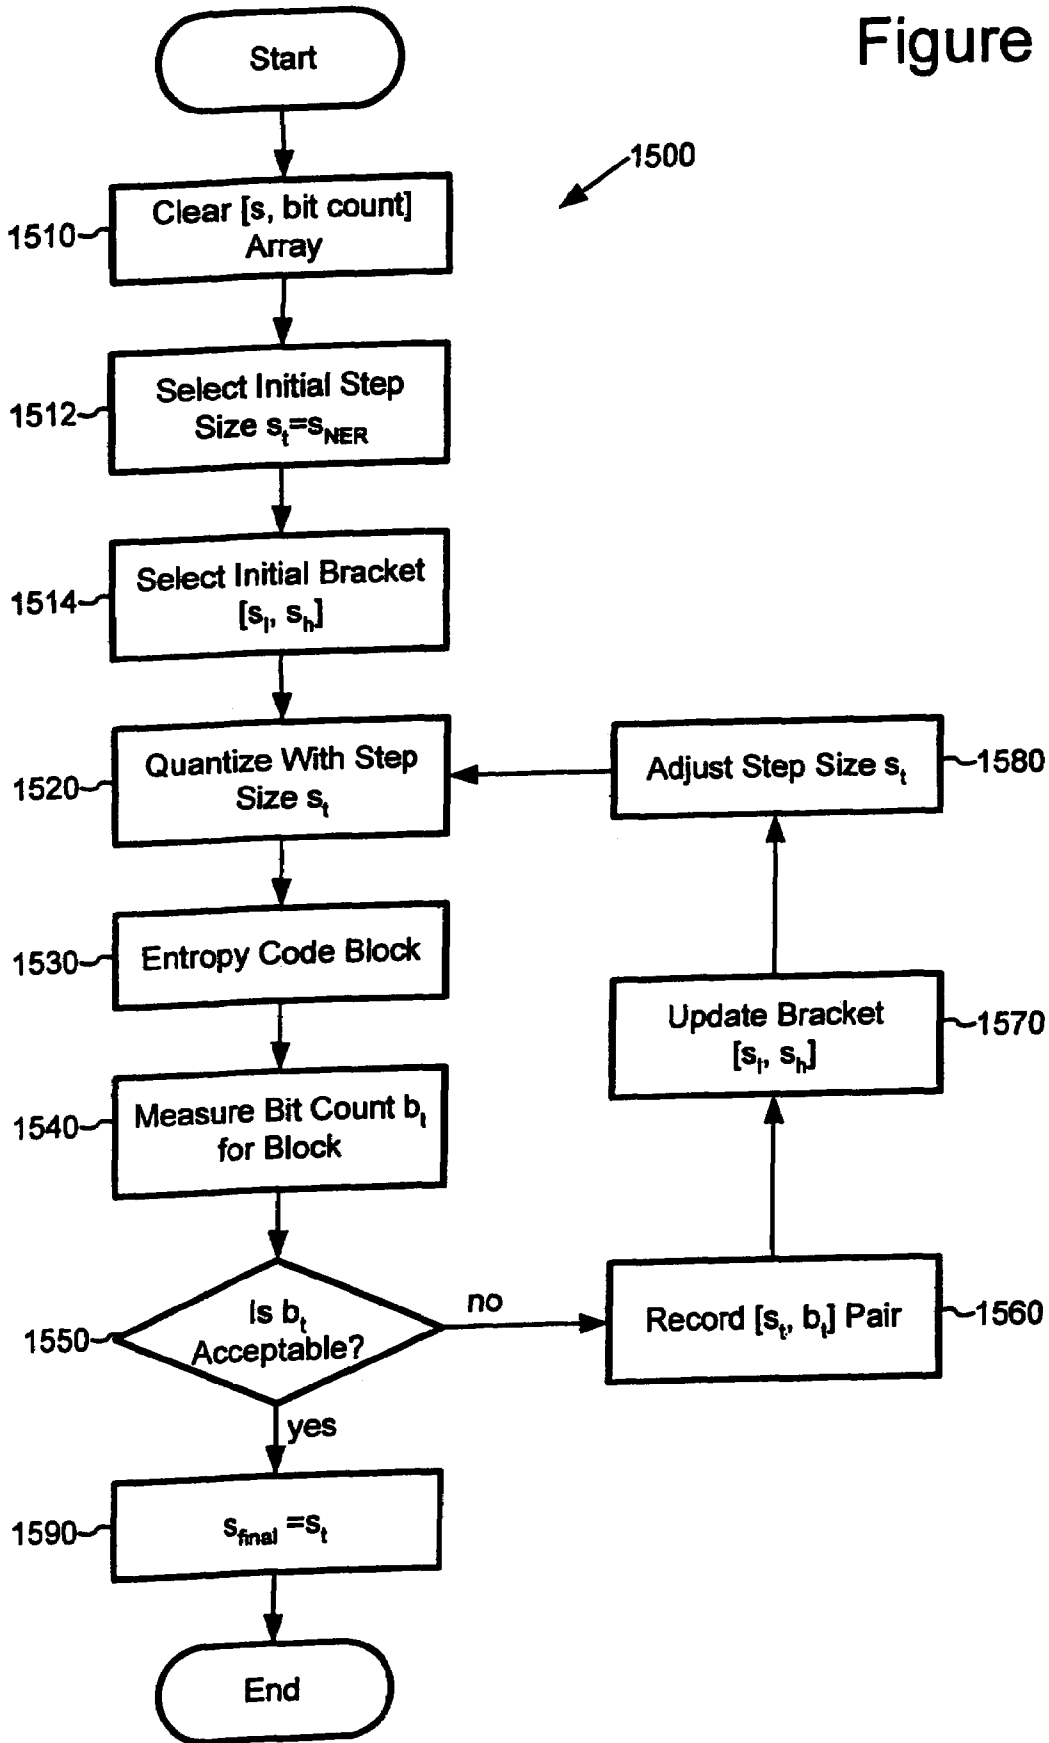 Figure
Start
1500
1510
Clear [s, bit count]
Array
1512
Select Initial Step
Size sₜ=s_NER
1514
Select Initial Bracket
[sₗ, sₕ]
1520
Quantize With Step
Size sₜ
Adjust Step Size sₜ
1580
1530
Entropy Code Block
Update Bracket
[sₗ, sₕ]
1570
1540
Measure Bit Count bₜ
for Block
1550
Is bₜ
Acceptable?
no
Record [sₜ, bₜ] Pair
1560
yes
1590
s_final =sₜ
End